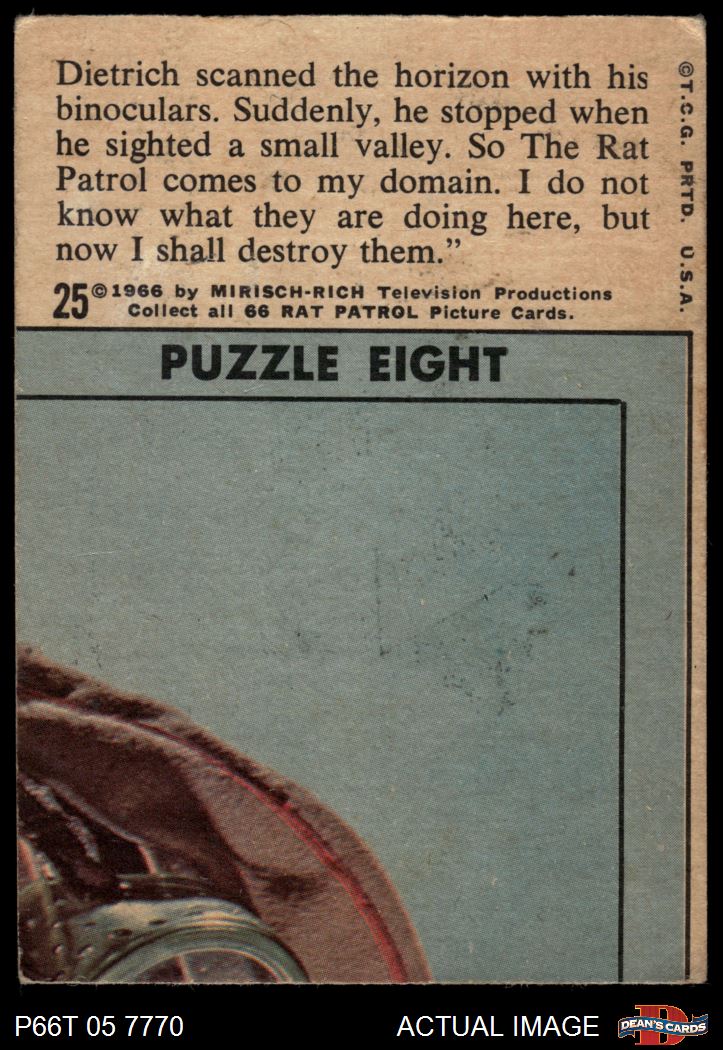 Dietrich scanned the horizon with his
binoculars. Suddenly, he stopped when
he sighted a small valley. So The Rat
Patrol comes to my domain. I do not
know what they are doing here, but
now I shall destroy them.”
©T.C.G. PRTD. U.S.A.
25 ©1966 by MIRISCH-RICH Television Productions
Collect all 66 RAT PATROL Picture Cards.
PUZZLE EIGHT
P66T 05 7770
ACTUAL IMAGE
D
DEAN'S CARDS